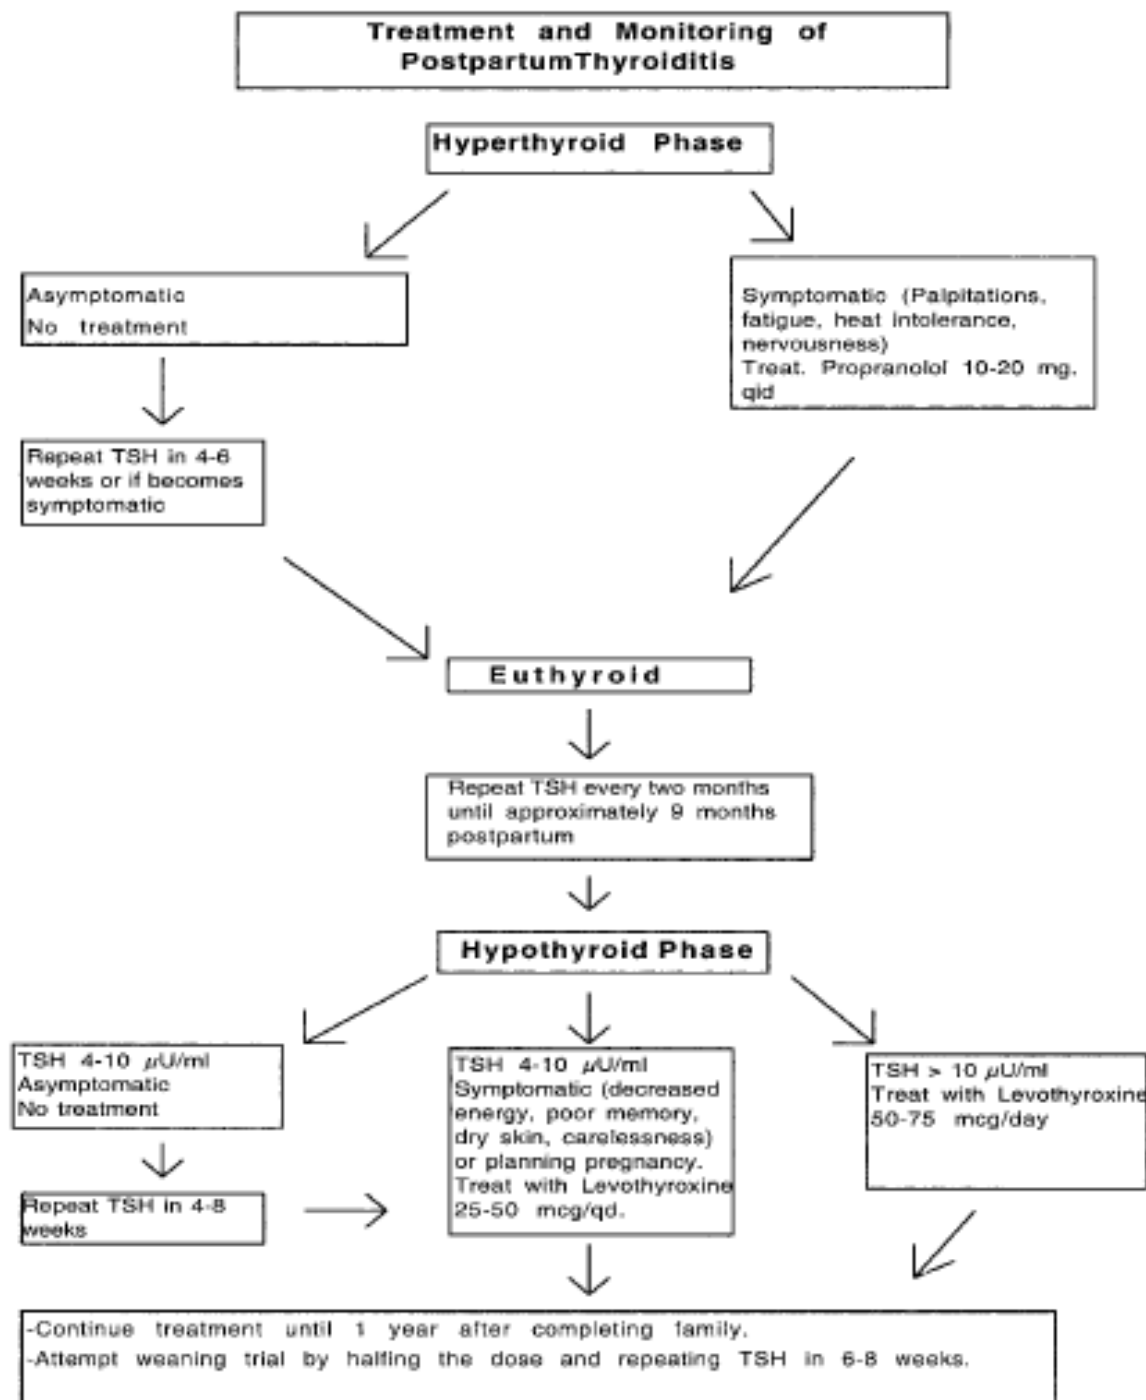 Treatment and Monitoring of
PostpartumThyroiditis
Hyperthyroid Phase
Asymptomatic
No treatment
Symptomatic (Palpitations,
fatigue, heat intolerance,
nervousness)
Treat. Propranolol 10-20 mg.
qid
Repeat TSH in 4-6
weeks or if becomes
symptomatic
Euthyroid
Repeat TSH every two months
until approximately 9 months
postpartum
Hypothyroid Phase
TSH 4-10 μU/ml
Asymptomatic
No treatment
TSH 4-10 μU/ml
Symptomatic (decreased
energy, poor memory,
dry skin, carelessness)
or planning pregnancy.
Treat with Levothyroxine
25-50 mcg/qd.
TSH > 10 μU/ml
Treat with Levothyroxine
50-75 mcg/day
Repeat TSH in 4-8
weeks
-Continue treatment until 1 year after completing family.
-Attempt weaning trial by halfing the dose and repeating TSH in 6-8 weeks.